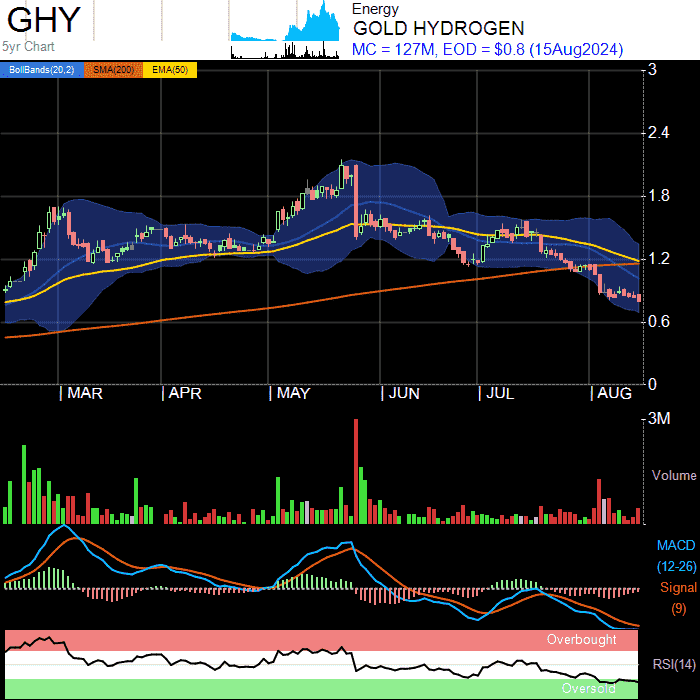 GHY
5yr Chart
Energy
GOLD HYDROGEN
MC = 127M, EOD = $0.8 (15Aug2024)
BollBands(20,2) SMA(200) EMA(50)
3
2.4
1.8
1.2
0.6
0
MAR APR MAY JUN JUL AUG
3M
Volume
MACD
(12-26)
Signal
(9)
Overbought
RSI(14)
Oversold